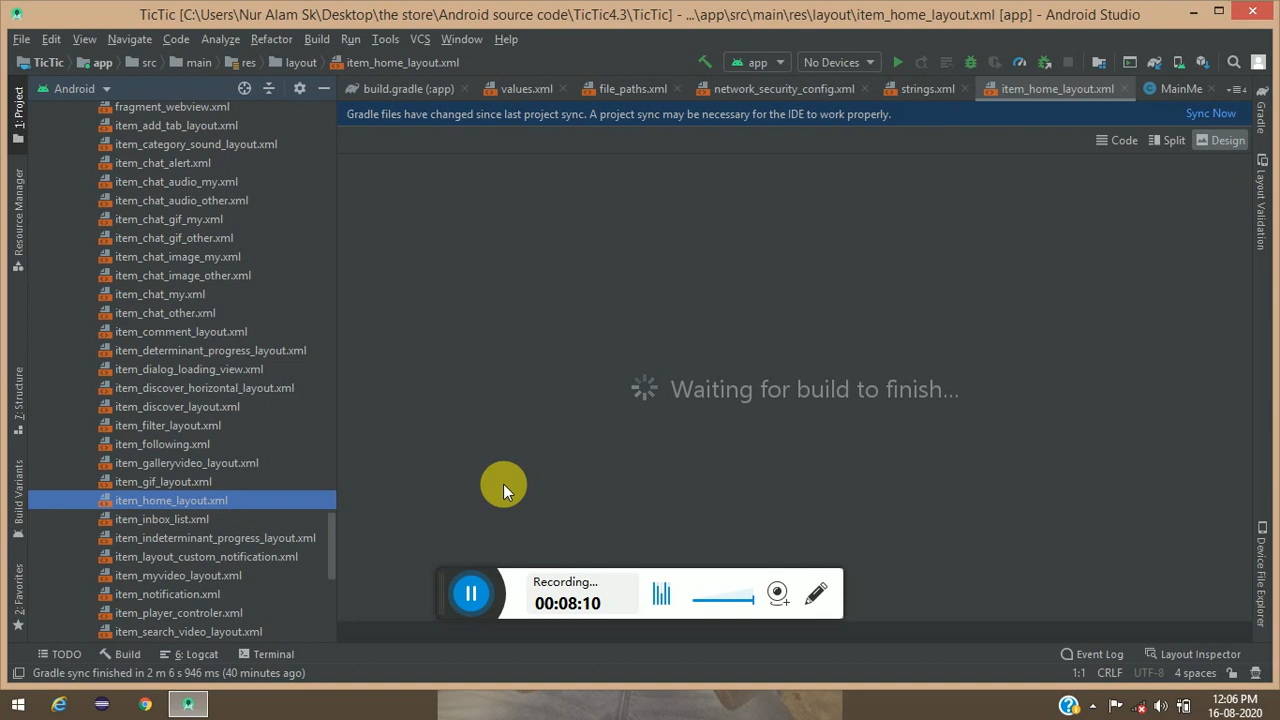 TicTic [C:\Users\Nur Alam Sk\Desktop\the store\Android source code\TicTic4.3\TicTic] - ...\app\src\main\res\layout\item_home_layout.xml [app] - Android Studio
File Edit View Navigate Code Analyze Refactor Build Run Tools VCS Window Help
TicTic app src main res layout item_home_layout.xml app No Devices
Android build.gradle (:app) values.xml file_paths.xml network_security_config.xml strings.xml item_home_layout.xml MainMe
Gradle files have changed since last project sync. A project sync may be necessary for the IDE to work properly. Sync Now
Code Split Design
1: Project
Resource Manager
7: Structure
Build Variants
2: Favorites
fragment_webview.xml
item_add_tab_layout.xml
item_category_sound_layout.xml
item_chat_alert.xml
item_chat_audio_my.xml
item_chat_audio_other.xml
item_chat_gif_my.xml
item_chat_gif_other.xml
item_chat_image_my.xml
item_chat_image_other.xml
item_chat_my.xml
item_chat_other.xml
item_comment_layout.xml
item_determinant_progress_layout.xml
item_dialog_loading_view.xml
item_discover_horizontal_layout.xml
item_discover_layout.xml
item_filter_layout.xml
item_following.xml
item_galleryvideo_layout.xml
item_gif_layout.xml
item_home_layout.xml
item_inbox_list.xml
item_indeterminant_progress_layout.xml
item_layout_custom_notification.xml
item_myvideo_layout.xml
item_notification.xml
item_player_controler.xml
item_search_video_layout.xml
Waiting for build to finish...
Recording...
00:08:10
Gradle
Layout Validation
Device File Explorer
TODO Build 6: Logcat Terminal Event Log Layout Inspector
Gradle sync finished in 2 m 6 s 946 ms (40 minutes ago) 1:1 CRLF UTF-8 4 spaces
12:06 PM
16-08-2020